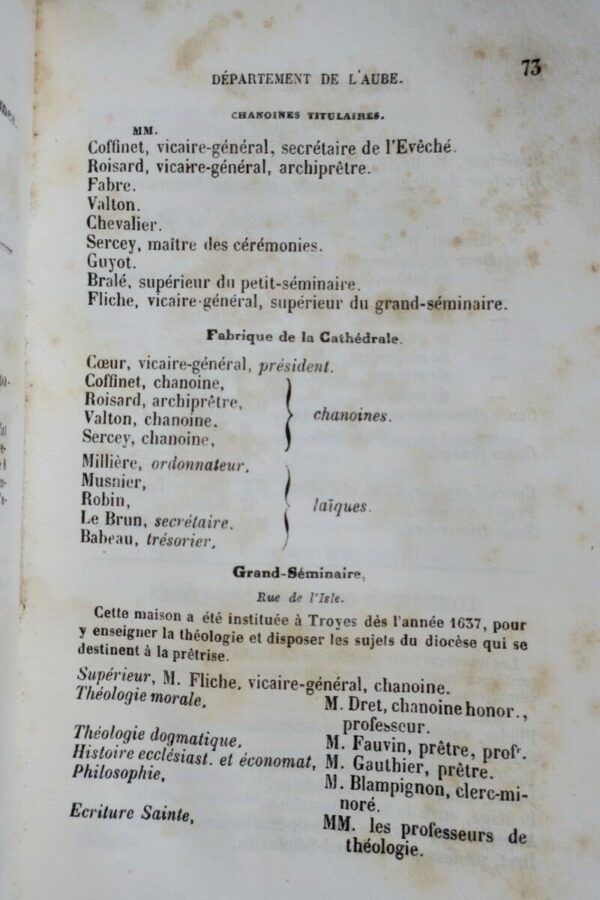 DÉPARTEMENT DE L'AUBE.
73
CHANOINES TITULAIRES.
MM.
Coffinet, vicaire-général, secrétaire de l'Evêché.
Roisard, vicaire-général, archiprêtre.
Fabre.
Valton.
Chevalier.
Sercey, maître des cérémonies.
Guyot.
Bralé, supérieur du petit-séminaire.
Fliche, vicaire-général, supérieur du grand-séminaire.
Fabrique de la Cathédrale.
Cœur, vicaire-général, président.
Coffinet, chanoine,
Roisard, archiprêtre,
Valton, chanoine,
Sercey, chanoine,
chanoines.
Millière, ordonnateur,
Musnier,
Robin,
Le Brun, secrétaire.
Babeau, trésorier,
laïques.
Grand-Séminaire,
Rue de l'Isle.
Cette maison a été instituée à Troyes dès l'année 1637, pour
y enseigner la théologie et disposer les sujets du diocèse qui se
destinent à la prêtrise.
Supérieur, M. Fliche, vicaire-général, chanoine.
Théologie morale, M. Dret, chanoine honor.,
professeur.
Théologie dogmatique, M. Fauvin, prêtre, prof.
Histoire ecclésiast. et économat, M. Gauthier, prêtre.
Philosophie, M. Blampignon, clerc-mi-
noré.
Ecriture Sainte, MM. les professeurs de
théologie.